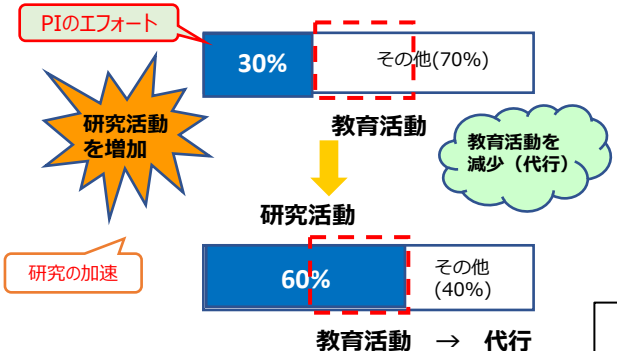 PIのエフォート
30%
その他(70%)
研究活動
を増加
教育活動
教育活動を
減少（代行）
研究活動
研究の加速
60%
その他
(40%)
教育活動　→　代行